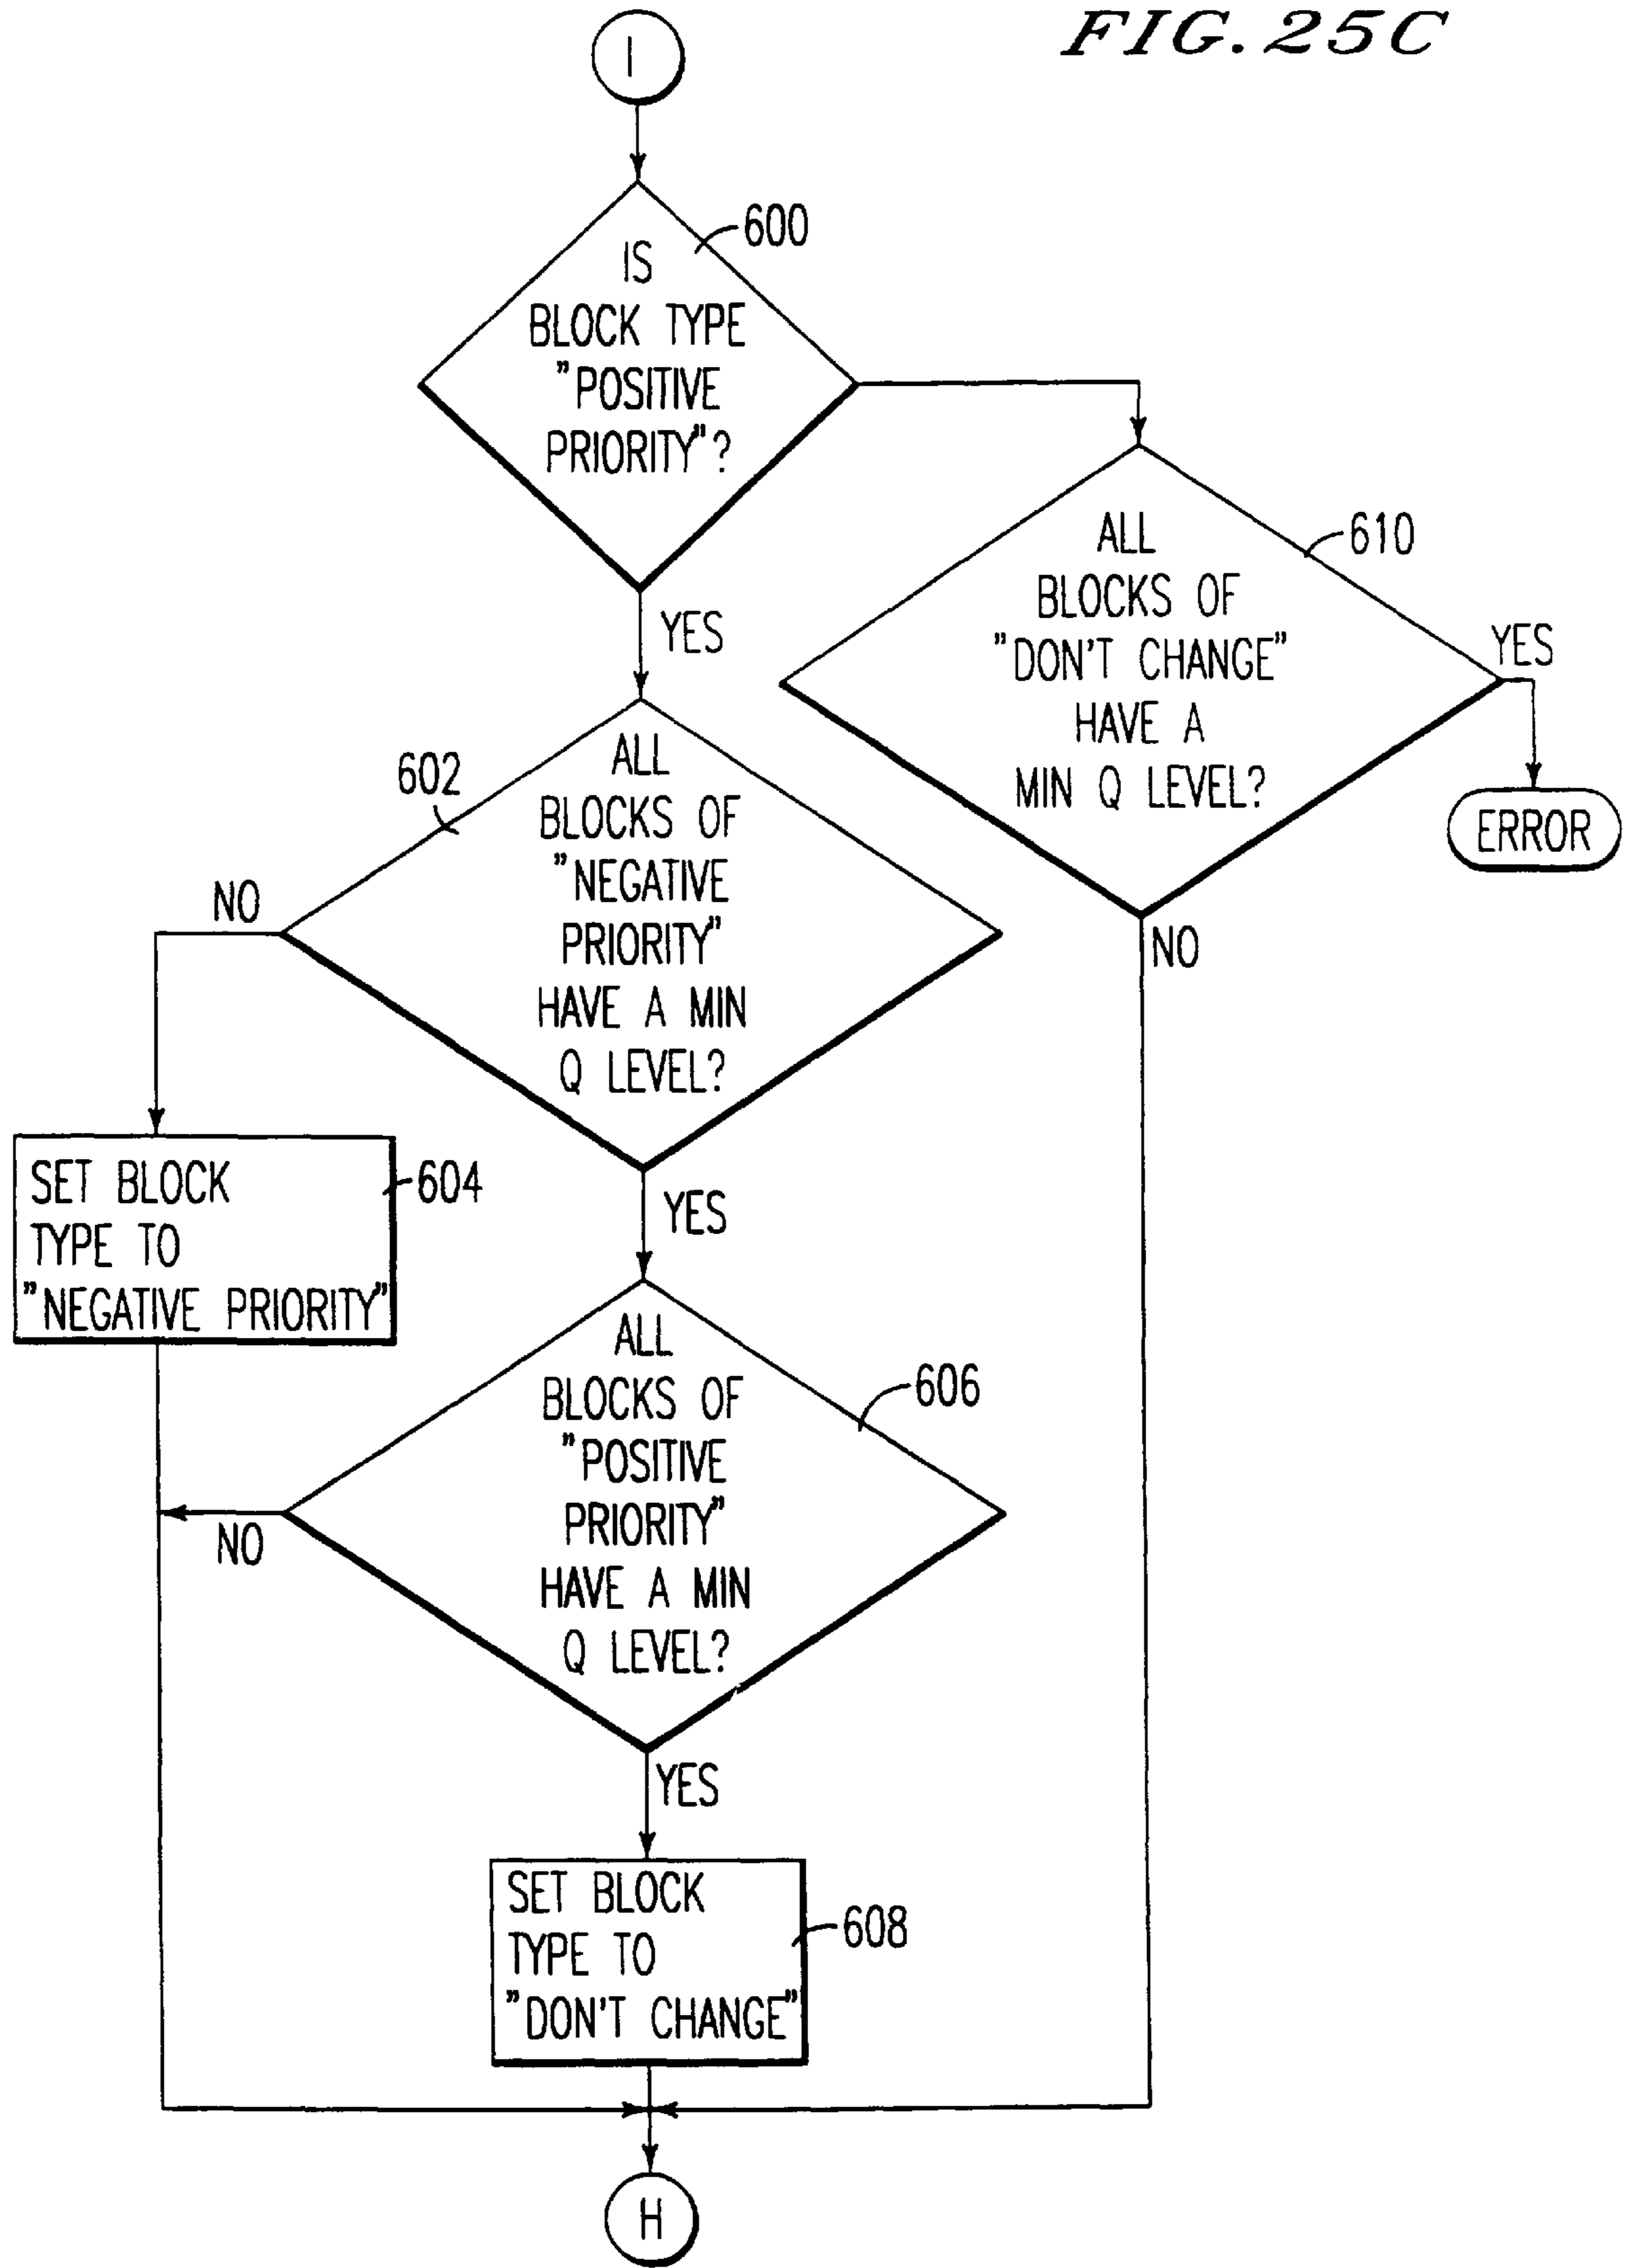 FIG. 25C
I
600
IS
BLOCK TYPE
"POSITIVE
PRIORITY"?
YES
610
ALL
BLOCKS OF
"DON'T CHANGE"
HAVE A
MIN Q LEVEL?
YES
ERROR
NO
602
ALL
BLOCKS OF
"NEGATIVE
PRIORITY"
HAVE A MIN
Q LEVEL?
NO
YES
SET BLOCK
TYPE TO
"NEGATIVE PRIORITY"
604
606
ALL
BLOCKS OF
"POSITIVE
PRIORITY"
HAVE A MIN
Q LEVEL?
NO
YES
SET BLOCK
TYPE TO
"DON'T CHANGE"
608
H